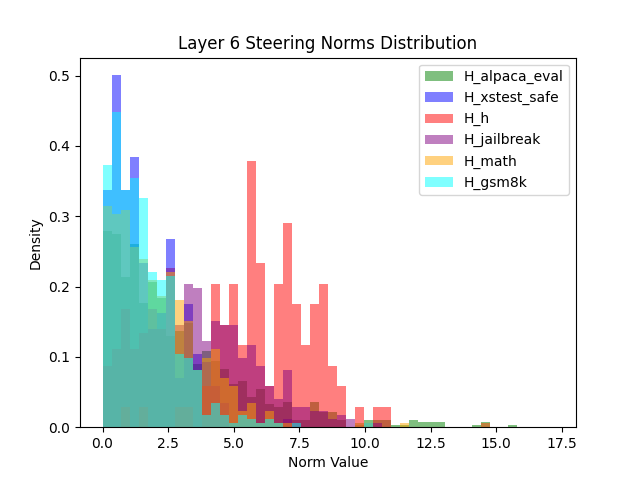 Layer 6 Steering Norms Distribution
H_alpaca_eval
H_xstest_safe
H_h
H_jailbreak
H_math
H_gsm8k
Density
0.5
0.4
0.3
0.2
0.1
0.0
0.0 2.5 5.0 7.5 10.0 12.5 15.0 17.5
Norm Value